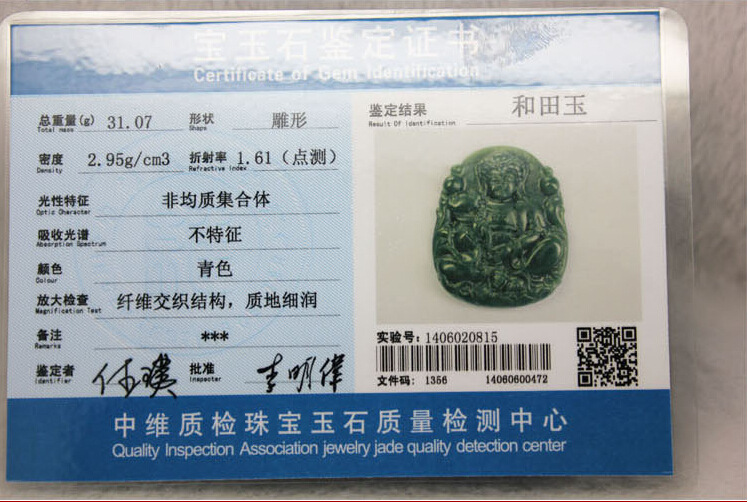 宝玉石鉴定证书
Certificate of Gem Identification
总重量(g) 31.07 形状 雕形
Total mass Shape
密度 2.95g/cm3 折射率 1.61(点测)
Density Refractive index
光性特征 非均质集合体
Optic Character
吸收光谱 不特征
Absorption Spectrum
颜色 青色
Colour
放大检查 纤维交织结构，质地细润
Magnification Test
备注 ***
Remarks
鉴定者 批准 李明伟
Identifier Inspector
鉴定结果 和田玉
Result Of Identification
实验号: 1406020815
文件码: 1356 14060600472
中维质检珠宝玉石质量检测中心
Quality Inspection Association jewelry jade quality detection center